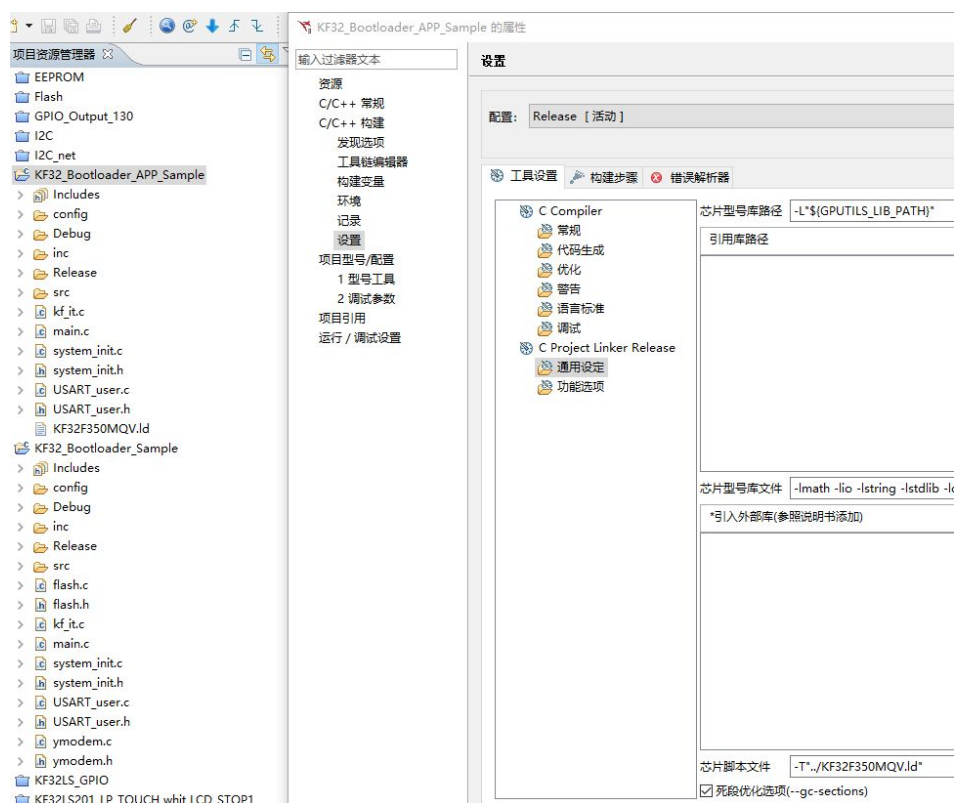 项目资源管理器
EEPROM
Flash
GPIO_Output_130
I2C
I2C_net
KF32_Bootloader_APP_Sample
Includes
config
Debug
inc
Release
src
kf_it.c
main.c
system_init.c
system_init.h
USART_user.c
USART_user.h
KF32F350MQV.ld
KF32_Bootloader_Sample
Includes
config
Debug
inc
Release
src
flash.c
flash.h
kf_it.c
main.c
system_init.c
system_init.h
USART_user.c
USART_user.h
ymodem.c
ymodem.h
KF32LS_GPIO
KF32LS201_LP_TOUCH_whit_LCD_STOP1
KF32_Bootloader_APP_Sample 的属性
输入过滤器文本
资源
C/C++ 常规
C/C++ 构建
发现选项
工具链编辑器
构建变量
环境
记录
设置
项目型号/配置
1 型号工具
2 调试参数
项目引用
运行 / 调试设置
设置
配置: Release [ 活动 ]
工具设置 构建步骤 错误解析器
C Compiler
常规
代码生成
优化
警告
语言标准
调试
C Project Linker Release
通用设定
功能选项
芯片型号库路径 -L"${GPUTILS_LIB_PATH}"
引用库路径
芯片型号库文件 -lmath -lio -lstring -lstdlib
*引入外部库(参照说明书添加)
芯片脚本文件 -T"../KF32F350MQV.ld"
死段优化选项(--gc-sections)